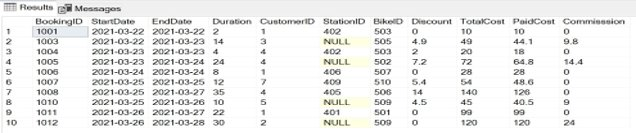 Results Messages
BookingID StartDate EndDate Duration CustomerID StationID BikeID Discount TotalCost PaidCost Commisssion
1 1001 2021-03-22 2021-03-22 2 1 402 503 0 10 10 0
2 1003 2021-03-22 2021-03-23 14 3 NULL 505 4.9 49 44.1 9.8
3 1004 2021-03-23 2021-03-23 4 4 403 503 2 20 18 0
4 1005 2021-03-23 2021-03-24 24 4 NULL 502 7.2 72 64.8 14.4
5 1006 2021-03-24 2021-03-24 8 1 406 507 0 28 28 0
6 1007 2021-03-25 2021-03-25 12 7 409 510 5.4 54 48.6 0
7 1008 2021-03-25 2021-03-27 35 4 405 506 14 140 126 0
8 1010 2021-03-25 2021-03-26 10 5 NULL 509 4.5 45 40.5 9
9 1011 2021-03-26 2021-03-27 22 1 401 501 0 99 99 0
10 1012 2021-03-26 2021-03-28 30 2 NULL 509 0 120 120 24